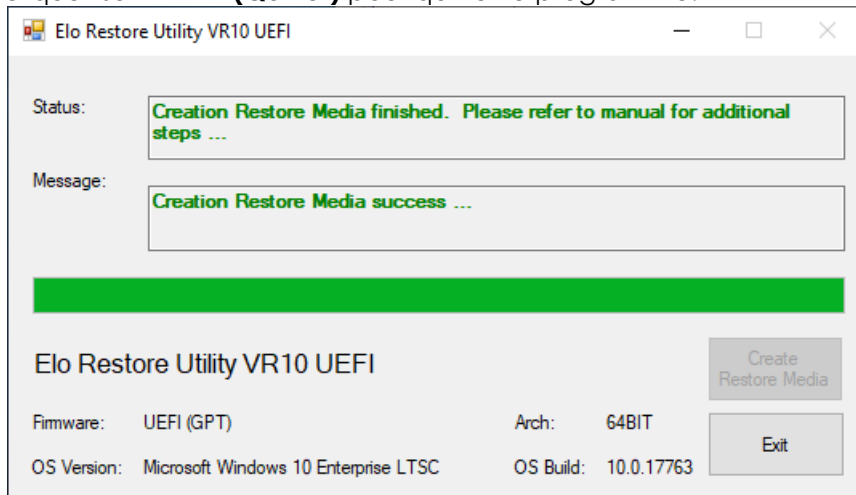 Elo Restore Utility VR10 UEFI
Status:
Creation Restore Media finished. Please refer to manual for additional
steps ...
Message:
Creation Restore Media success ...
Elo Restore Utility VR10 UEFI
Create
Restore Media
Firmware: UEFI (GPT) Arch: 64BIT
Exit
OS Version: Microsoft Windows 10 Enterprise LTSC OS Build: 10.0.17763